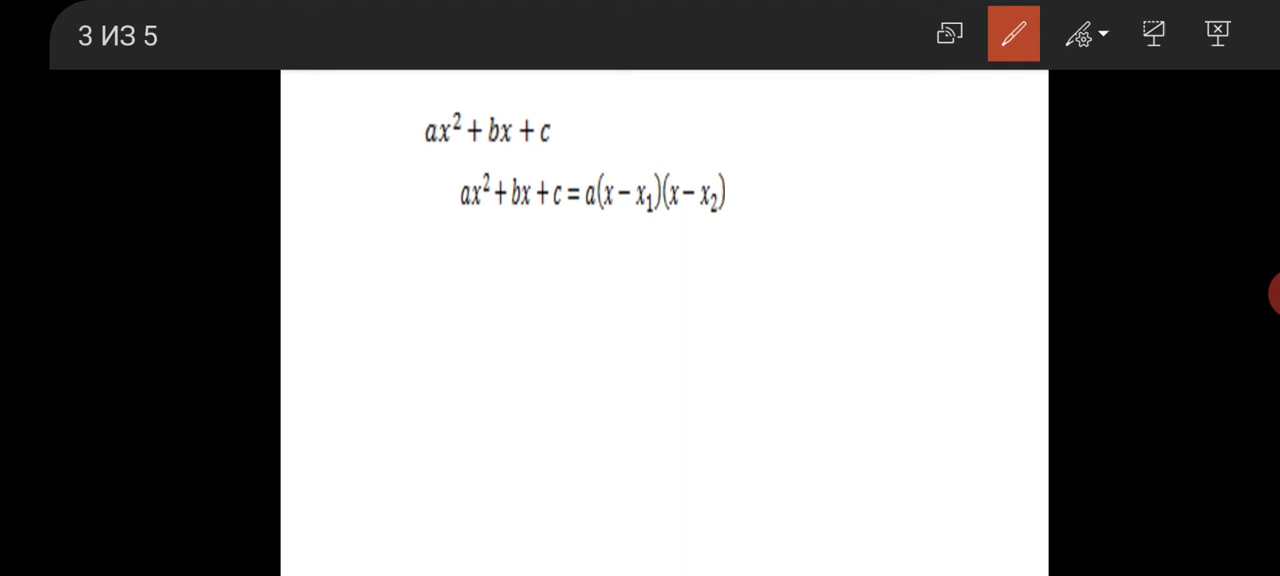 3 ИЗ 5
ax² + bx + c
ax² + bx + c = a(x − x₁)(x − x₂)